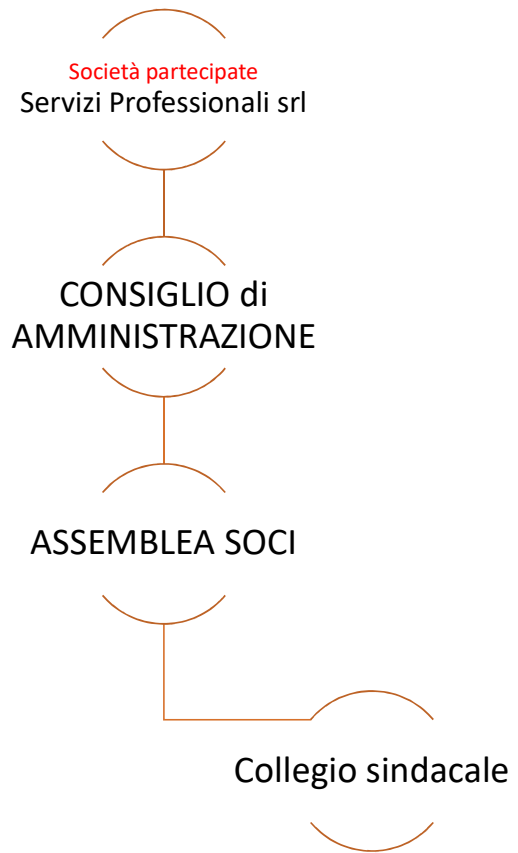 Società partecipate
Servizi Professionali srl
CONSIGLIO di
AMMINISTRAZIONE
ASSEMBLEA SOCI
Collegio sindacale